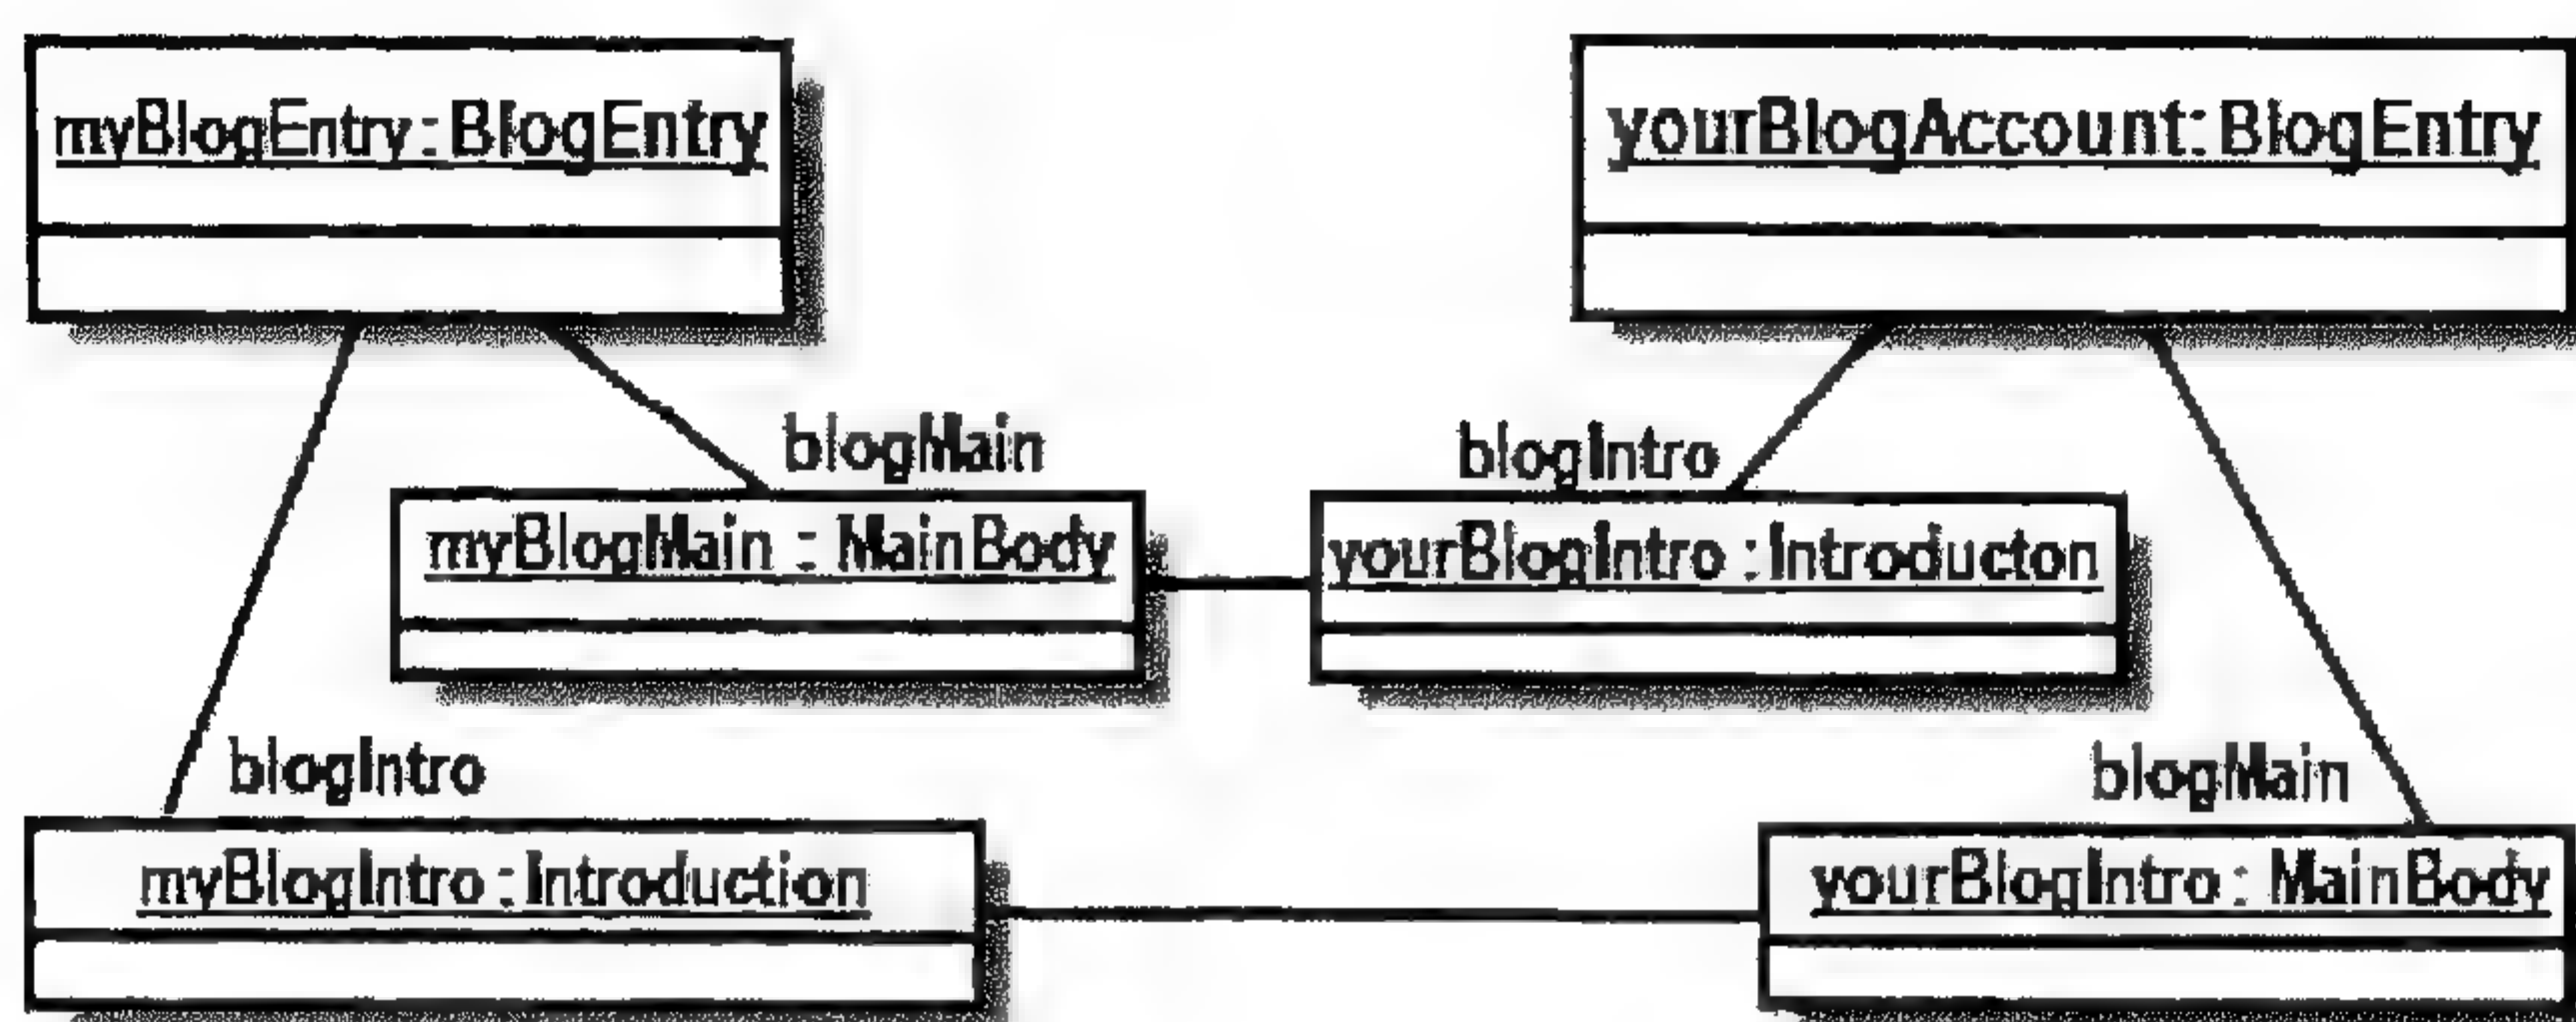 myBlogEntry:BlogEntry
yourBlogAccount:BlogEntry
blogMain
blogIntro
myBlogMain : MainBody
yourBlogIntro :Introducton
blogIntro
blogMain
myBlogIntro :Introduction
yourBlogIntro : MainBody